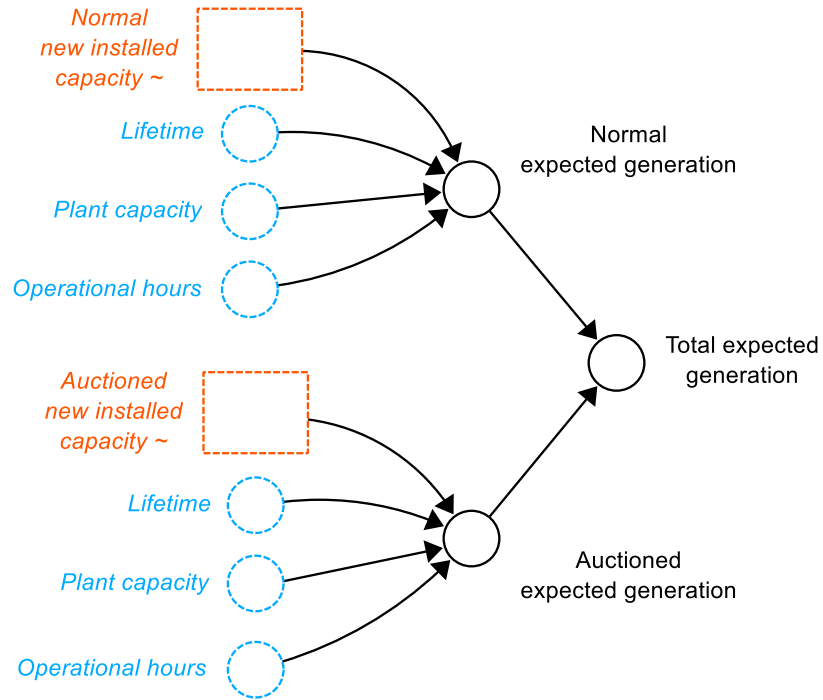 Normal
new installed
capacity ~
Lifetime
Plant capacity
Operational hours
Normal
expected generation
Total expected
generation
Auctioned
new installed
capacity ~
Lifetime
Plant capacity
Operational hours
Auctioned
expected generation